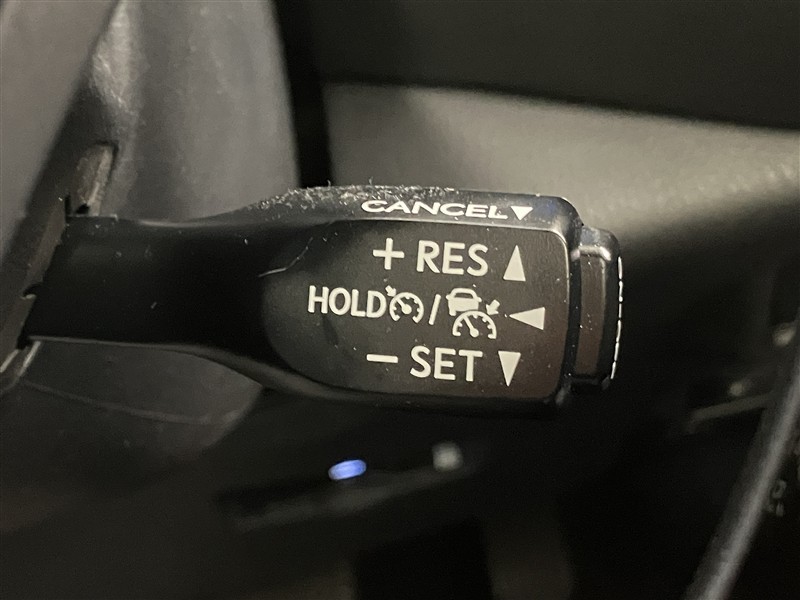 CANCEL▼
+ RES ▲
HOLD / ◀
− SET ▼